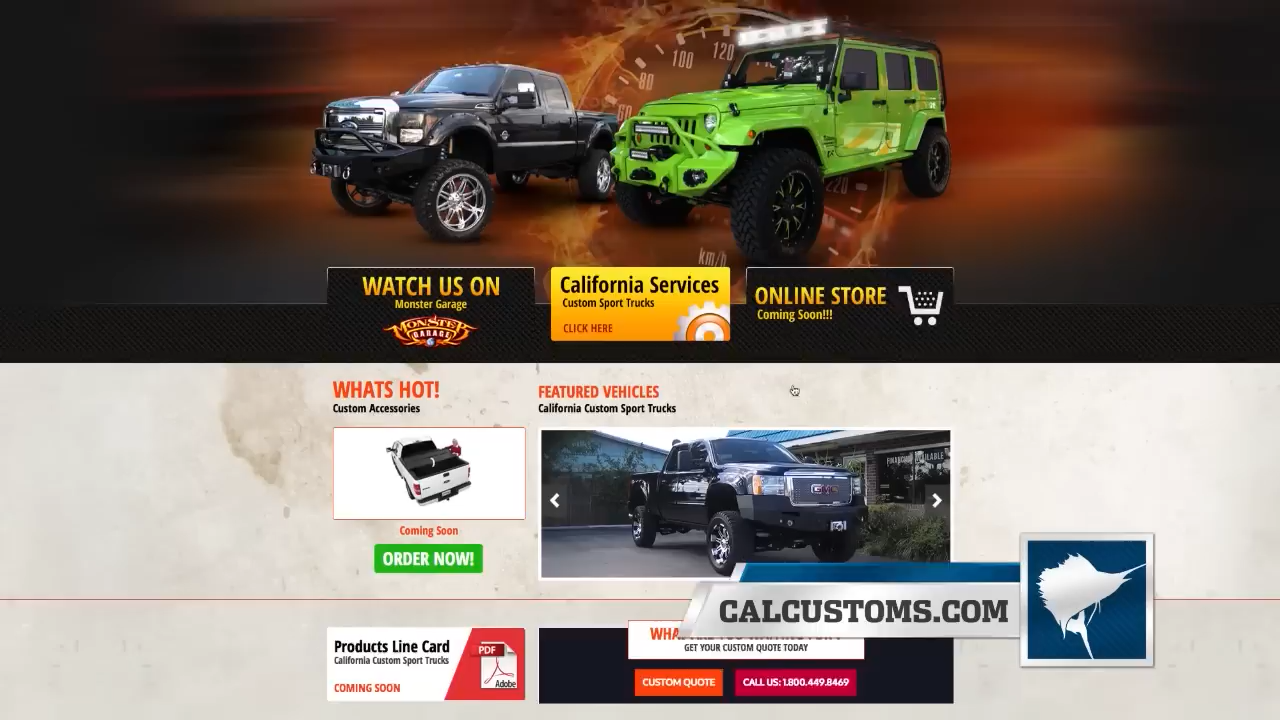 80
100
120
60
220
km/h
WATCH US ON
Monster Garage
MONSTER
GARAGE
California Services
Custom Sport Trucks
CLICK HERE
ONLINE STORE
Coming Soon!!!
WHATS HOT!
Custom Accessories
FEATURED VEHICLES
California Custom Sport Trucks
FINANCING AVAILABLE
GMC
Coming Soon
ORDER NOW!
CALCUSTOMS.COM
Products Line Card
California Custom Sport Trucks
COMING SOON
PDF
Adobe
GET YOUR CUSTOM QUOTE TODAY
CUSTOM QUOTE
CALL US: 1.800.449.8469